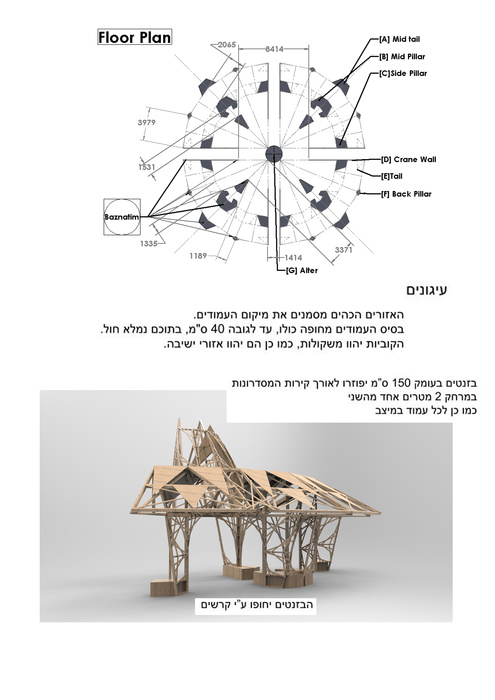 Floor Plan
2065
8414
[A] Mid tail
[B] Mid Pillar
[C]Side Pillar
3979
1531
[D] Crane Wall
[E]Tail
[F] Back Pillar
Baznatim
1335
1189
1414
3371
[G] Alter
עיגונים
האזורים הכהים מסמנים את מיקום העמודים.
בסיס העמודים מחופה כולו, עד לגובה 40 ס"מ, בתוכם נמלא חול.
הקוביות יהוו משקולות, כמו כן הם יהוו אזורי ישיבה.
בזנטים בעומק 150 ס"מ יפוזרו לאורך קירות המסדרונות
במרחק 2 מטרים אחד מהשני
כמו כן לכל עמוד במיצב
הבזנטים יחופו ע"י קרשים